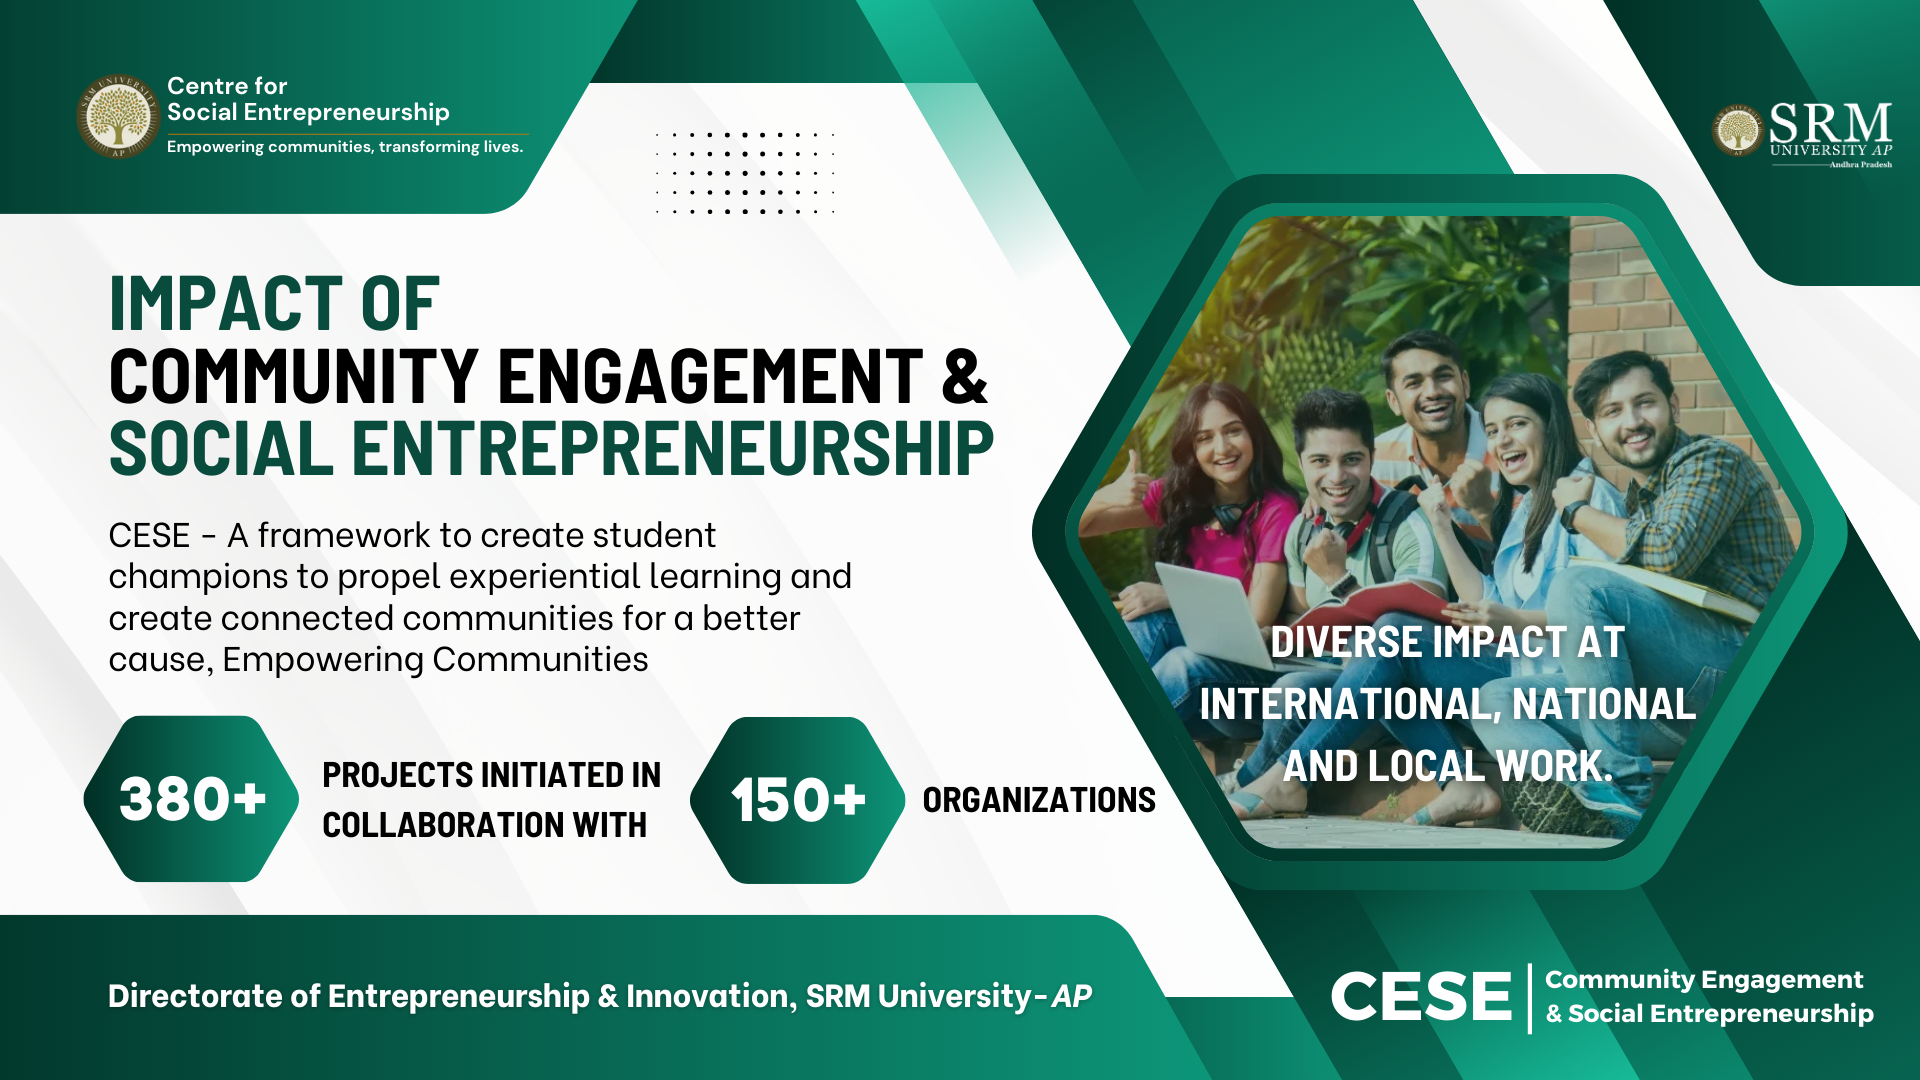 Centre for
Social Entrepreneurship
Empowering communities, transforming lives.
SRM UNIVERSITY
AP
SRM
UNIVERSITY AP
Andhra Pradesh
IMPACT OF
COMMUNITY ENGAGEMENT &
SOCIAL ENTREPRENEURSHIP
CESE - A framework to create student
champions to propel experiential learning and
create connected communities for a better
cause, Empowering Communities
380+
PROJECTS INITIATED IN
COLLABORATION WITH
150+
ORGANIZATIONS
DIVERSE IMPACT AT
INTERNATIONAL, NATIONAL
AND LOCAL WORK.
Directorate of Entrepreneurship & Innovation, SRM University-AP
CESE
Community Engagement
& Social Entrepreneurship